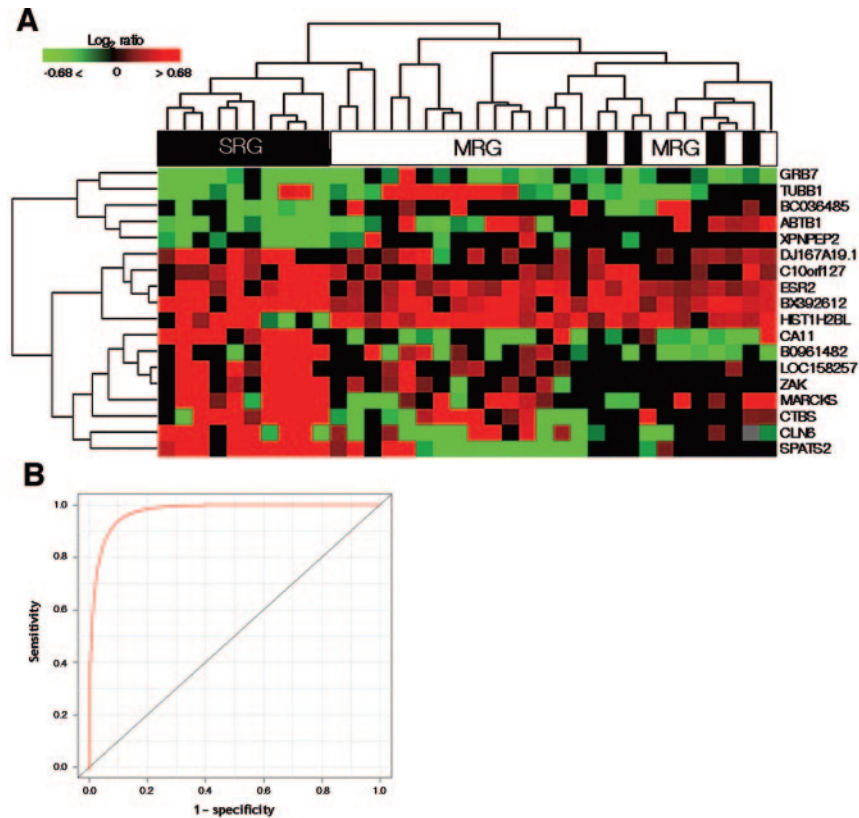 A
Log2 ratio
-0.68 < 0 > 0.68
SRG MRG MRG
GRB7
TUBB1
BC036485
ABTB1
XPNPEP2
DJ167A19.1
C10orf127
ESR2
BX392612
HIST1H2BL
CA11
B0961482
LOC158257
ZAK
MARCKS
CTBS
CLN6
SPATS2
B
1.0
0.8
0.6
0.4
0.2
0.0
Sensitivity
0.0 0.2 0.4 0.6 0.8 1.0
1 - specificity